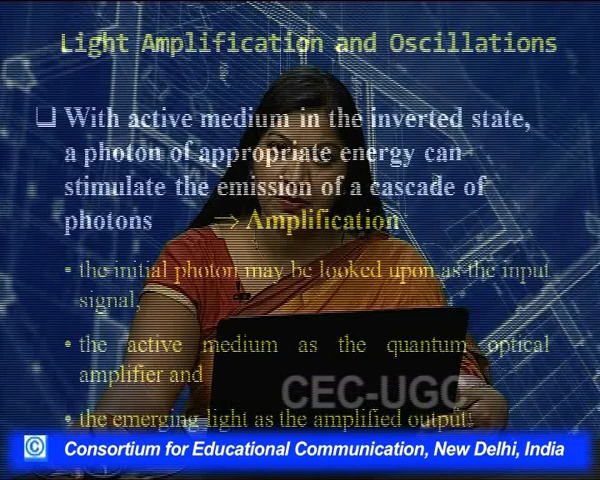 Light Amplification and Oscillations
❑ With active medium in the inverted state,
a photon of appropriate energy can
stimulate the emission of a cascade of
photons ⇒ Amplification
• the initial photon may be looked upon as the input
signal,
• the active medium as the quantum optical
amplifier and
CEC-UGC
• the emerging light as the amplified output.
© Consortium for Educational Communication, New Delhi, India